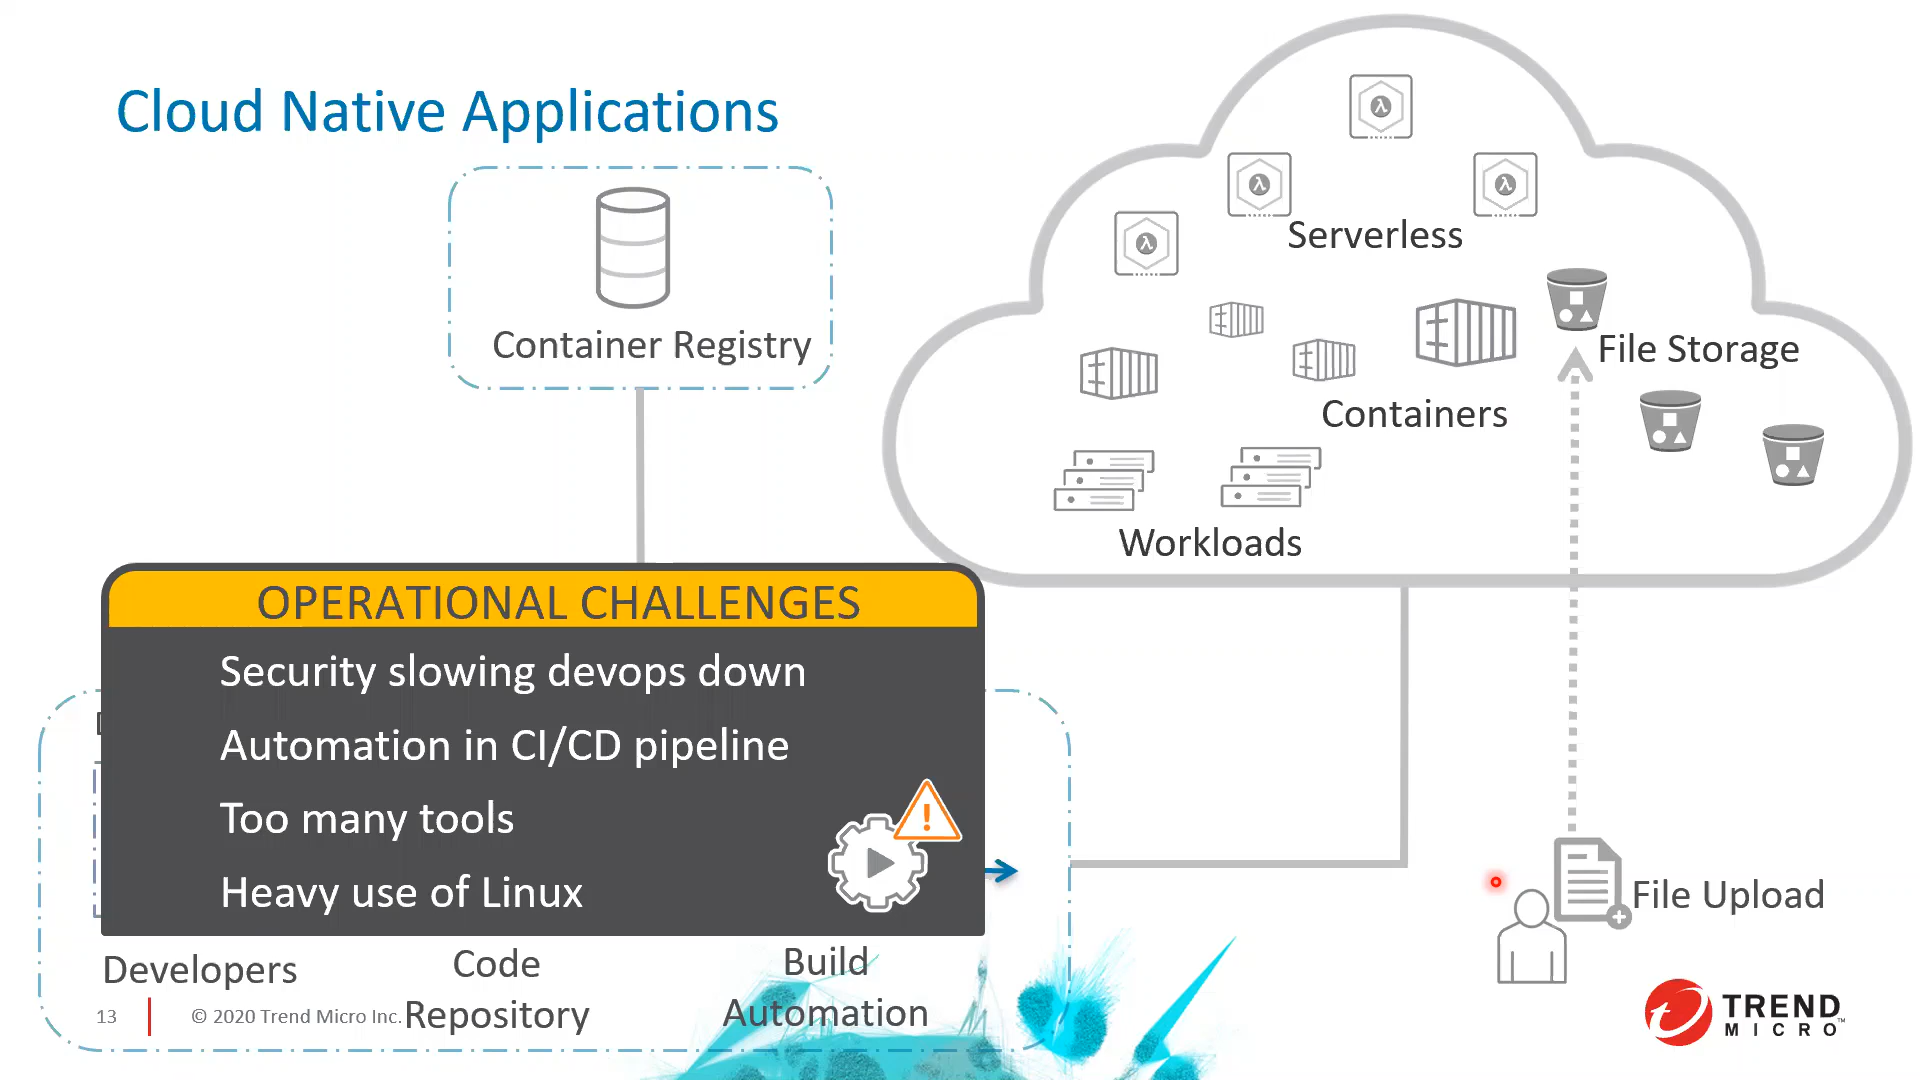 Cloud Native Applications
Container Registry
Serverless
File Storage
Containers
Workloads
OPERATIONAL CHALLENGES
Security slowing devops down
Automation in CI/CD pipeline
Too many tools
Heavy use of Linux
File Upload
Developers
Code
Repository
Build
Automation
13
© 2020 Trend Micro Inc.
TREND
MICRO™